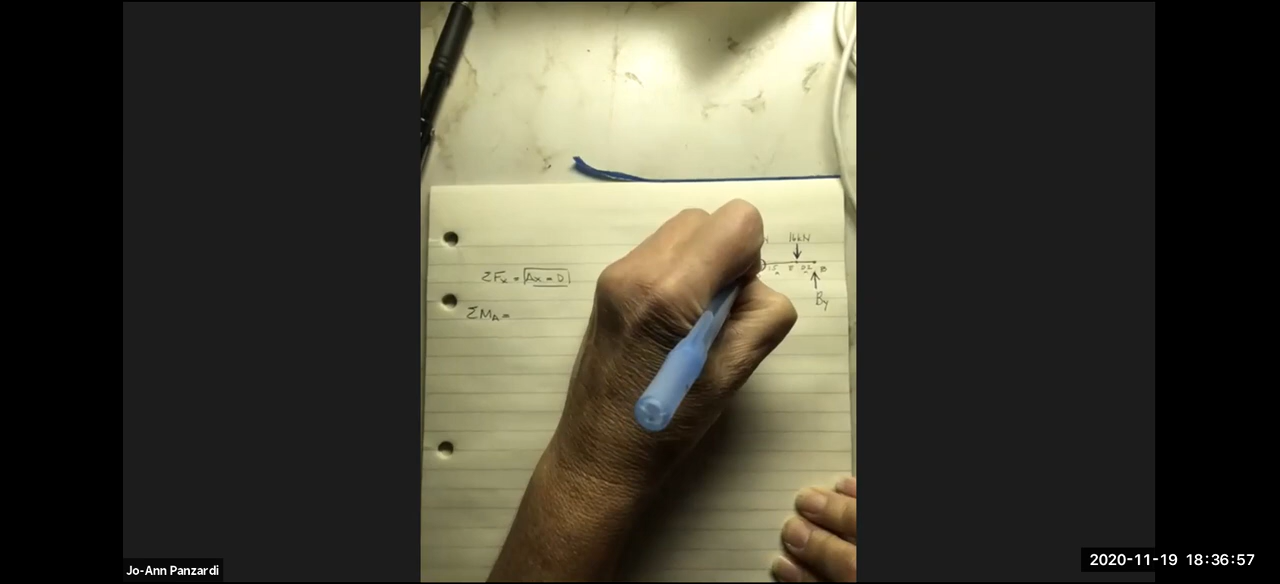 16kN
ΣFx = Ax = 0
B
By
ΣMA =
Jo-Ann Panzardi
2020-11-19 18:36:57